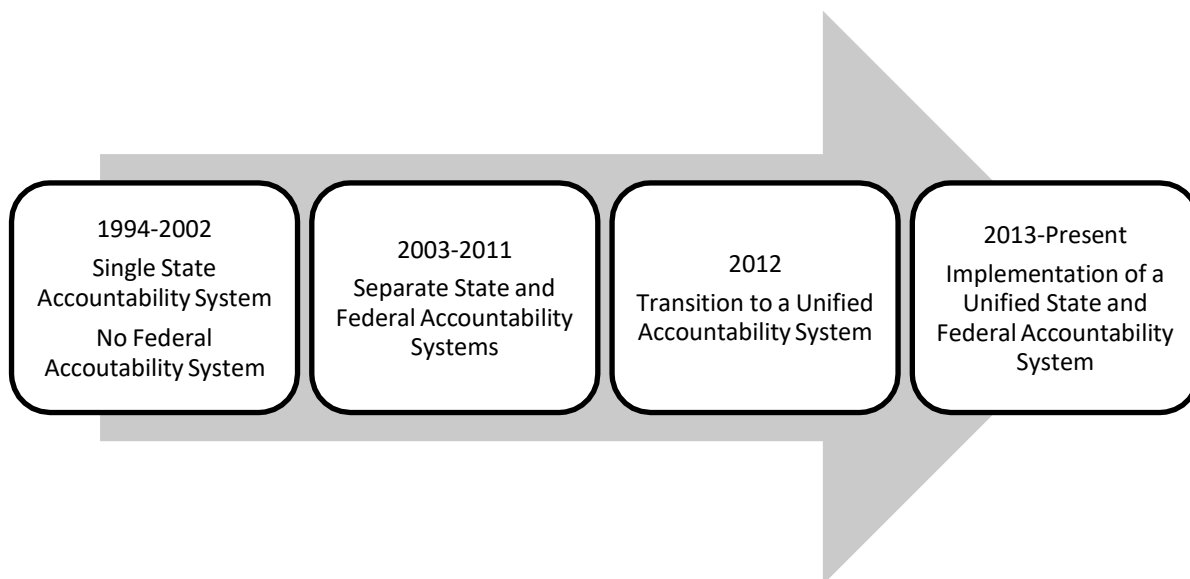 1994-2002
Single State
Accountability System
No Federal
Accoutability System
2003-2011
Separate State and
Federal Accountability
Systems
2012
Transition to a Unified
Accountability System
2013-Present
Implementation of a
Unified State and
Federal Accountability
System